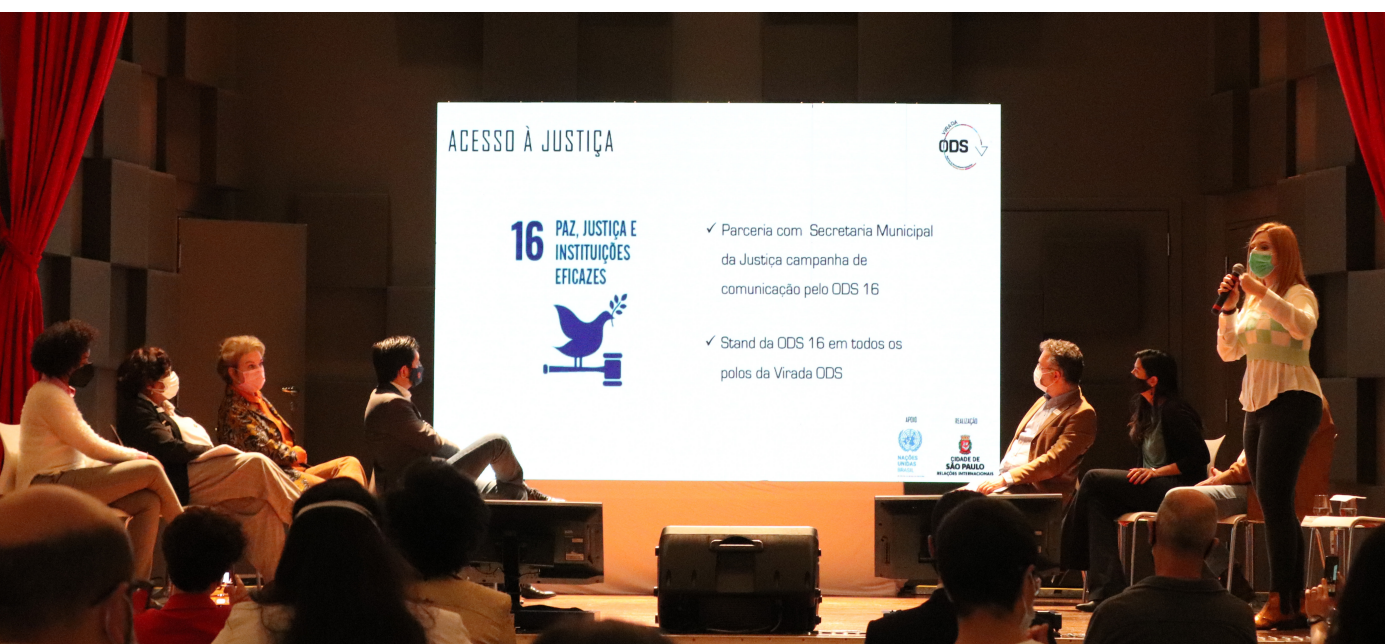 ACESSO À JUSTIÇA
VIRADA
ODS
16
PAZ, JUSTIÇA E
INSTITUIÇÕES
EFICAZES
✓ Parceria com Secretaria Municipal
da Justiça campanha de
comunicação pelo ODS 16
✓ Stand da ODS 16 em todos os
polos da Virada ODS
APOIO
NAÇÕES
UNIDAS
BRASIL
REALIZAÇÃO
CIDADE DE
SÃO PAULO
RELAÇÕES INTERNACIONAIS